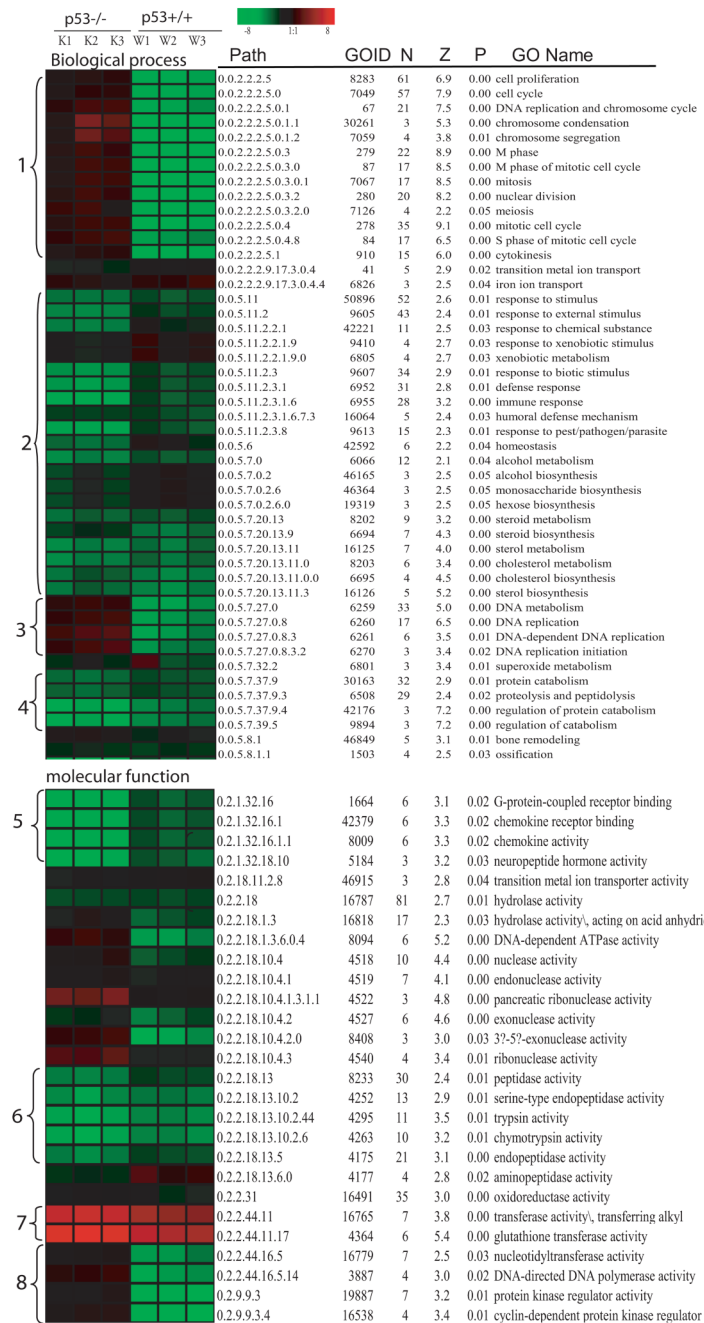 p53-/- p53+/+
-8 1:1 8
K1 K2 K3 W1 W2 W3 Path GOID N Z P GO Name
Biological process
0.0.2.2.2.5 8283 61 6.9 0.00 cell proliferation
0.0.2.2.2.5.0 7049 57 7.9 0.00 cell cycle
0.0.2.2.2.5.0.1 67 21 7.5 0.00 DNA replication and chromosome cycle
0.0.2.2.2.5.0.1.1 30261 3 5.3 0.00 chromosome condensation
0.0.2.2.2.5.0.1.2 7059 4 3.8 0.01 chromosome segregation
0.0.2.2.2.5.0.3 279 22 8.9 0.00 M phase
1
0.0.2.2.2.5.0.3.0 87 17 8.5 0.00 M phase of mitotic cell cycle
0.0.2.2.2.5.0.3.0.1 7067 17 8.5 0.00 mitosis
0.0.2.2.2.5.0.3.2 280 20 8.2 0.00 nuclear division
0.0.2.2.2.5.0.3.2.0 7126 4 2.2 0.05 meiosis
0.0.2.2.2.5.0.4 278 35 9.1 0.00 mitotic cell cycle
0.0.2.2.2.5.0.4.8 84 17 6.5 0.00 S phase of mitotic cell cycle
0.0.2.2.2.5.1 910 15 6.0 0.00 cytokinesis
0.0.2.2.2.9.17.3.0.4 41 5 2.9 0.02 transition metal ion transport
0.0.2.2.2.9.17.3.0.4.4 6826 3 2.5 0.04 iron ion transport
0.0.5.11 50896 52 2.6 0.01 response to stimulus
0.0.5.11.2 9605 43 2.4 0.01 response to external stimulus
0.0.5.11.2.2.1 42221 11 2.5 0.03 response to chemical substance
0.0.5.11.2.2.1.9 9410 4 2.7 0.03 response to xenobiotic stimulus
0.0.5.11.2.2.1.9.0 6805 4 2.7 0.03 xenobiotic metabolism
0.0.5.11.2.3 9607 34 2.9 0.01 response to biotic stimulus
0.0.5.11.2.3.1 6952 31 2.8 0.01 defense response
0.0.5.11.2.3.1.6 6955 28 3.2 0.00 immune response
0.0.5.11.2.3.1.6.7.3 16064 5 2.4 0.03 humoral defense mechanism
0.0.5.11.2.3.8 9613 15 2.3 0.01 response to pest/pathogen/parasite
2
0.0.5.6 42592 6 2.2 0.04 homeostasis
0.0.5.7.0 6066 12 2.1 0.04 alcohol metabolism
0.0.5.7.0.2 46165 3 2.5 0.05 alcohol biosynthesis
0.0.5.7.0.2.6 46364 3 2.5 0.05 monosaccharide biosynthesis
0.0.5.7.0.2.6.0 19319 3 2.5 0.05 hexose biosynthesis
0.0.5.7.20.13 8202 9 3.2 0.00 steroid metabolism
0.0.5.7.20.13.9 6694 7 4.3 0.00 steroid biosynthesis
0.0.5.7.20.13.11 16125 7 4.0 0.00 sterol metabolism
0.0.5.7.20.13.11.0 8203 6 3.4 0.00 cholesterol metabolism
0.0.5.7.20.13.11.0.0 6695 4 4.5 0.00 cholesterol biosynthesis
0.0.5.7.20.13.11.3 16126 5 5.2 0.00 sterol biosynthesis
0.0.5.7.27.0 6259 33 5.0 0.00 DNA metabolism
0.0.5.7.27.0.8 6260 17 6.5 0.00 DNA replication
3
0.0.5.7.27.0.8.3 6261 6 3.5 0.01 DNA-dependent DNA replication
0.0.5.7.27.0.8.3.2 6270 3 3.4 0.02 DNA replication initiation
0.0.5.7.32.2 6801 3 3.4 0.01 superoxide metabolism
0.0.5.7.37.9 30163 32 2.9 0.01 protein catabolism
0.0.5.7.37.9.3 6508 29 2.4 0.02 proteolysis and peptidolysis
4
0.0.5.7.37.9.4 42176 3 7.2 0.00 regulation of protein catabolism
0.0.5.7.39.5 9894 3 7.2 0.00 regulation of catabolism
0.0.5.8.1 46849 5 3.1 0.01 bone remodeling
0.0.5.8.1.1 1503 4 2.5 0.03 ossification
molecular function
0.2.1.32.16 1664 6 3.1 0.02 G-protein-coupled receptor binding
5
0.2.1.32.16.1 42379 6 3.3 0.02 chemokine receptor binding
0.2.1.32.16.1.1 8009 6 3.3 0.02 chemokine activity
0.2.1.32.18.10 5184 3 3.2 0.03 neuropeptide hormone activity
0.2.18.11.2.8 46915 3 2.8 0.04 transition metal ion transporter activity
0.2.2.18 16787 81 2.7 0.01 hydrolase activity
0.2.2.18.1.3 16818 17 2.3 0.03 hydrolase activity\, acting on acid anhydri
0.2.2.18.1.3.6.0.4 8094 6 5.2 0.00 DNA-dependent ATPase activity
0.2.2.18.10.4 4518 10 4.4 0.00 nuclease activity
0.2.2.18.10.4.1 4519 7 4.1 0.00 endonuclease activity
0.2.2.18.10.4.1.3.1.1 4522 3 4.8 0.00 pancreatic ribonuclease activity
0.2.2.18.10.4.2 4527 6 4.6 0.00 exonuclease activity
0.2.2.18.10.4.2.0 8408 3 3.0 0.03 3?-5?-exonuclease activity
0.2.2.18.10.4.3 4540 4 3.4 0.01 ribonuclease activity
0.2.2.18.13 8233 30 2.4 0.01 peptidase activity
0.2.2.18.13.10.2 4252 13 2.9 0.01 serine-type endopeptidase activity
6
0.2.2.18.13.10.2.44 4295 11 3.5 0.01 trypsin activity
0.2.2.18.13.10.2.6 4263 10 3.2 0.01 chymotrypsin activity
0.2.2.18.13.5 4175 21 3.1 0.00 endopeptidase activity
0.2.2.18.13.6.0 4177 4 2.8 0.02 aminopeptidase activity
0.2.2.31 16491 35 3.0 0.00 oxidoreductase activity
7
0.2.2.44.11 16765 7 3.8 0.00 transferase activity\, transferring alkyl
0.2.2.44.11.17 4364 6 5.4 0.00 glutathione transferase activity
0.2.2.44.16.5 16779 7 2.5 0.03 nucleotidyltransferase activity
0.2.2.44.16.5.14 3887 4 3.0 0.02 DNA-directed DNA polymerase activity
8
0.2.9.9.3 19887 7 3.2 0.01 protein kinase regulator activity
0.2.9.9.3.4 16538 4 3.4 0.01 cyclin-dependent protein kinase regulator